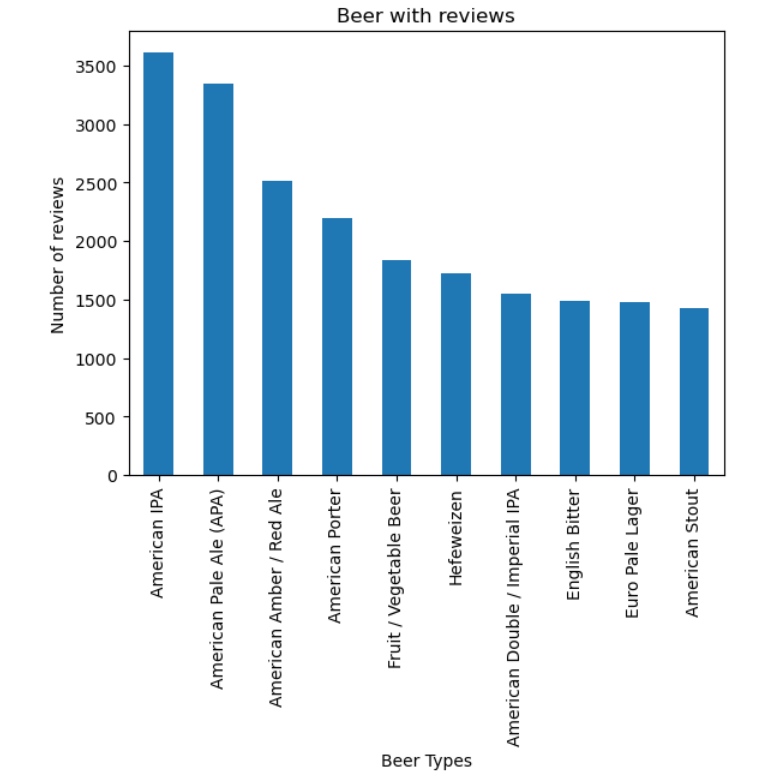 Beer with reviews
Number of reviews
3500
3000
2500
2000
1500
1000
500
0
American IPA
American Pale Ale (APA)
American Amber / Red Ale
American Porter
Fruit / Vegetable Beer
Hefeweizen
American Double / Imperial IPA
English Bitter
Euro Pale Lager
American Stout
Beer Types